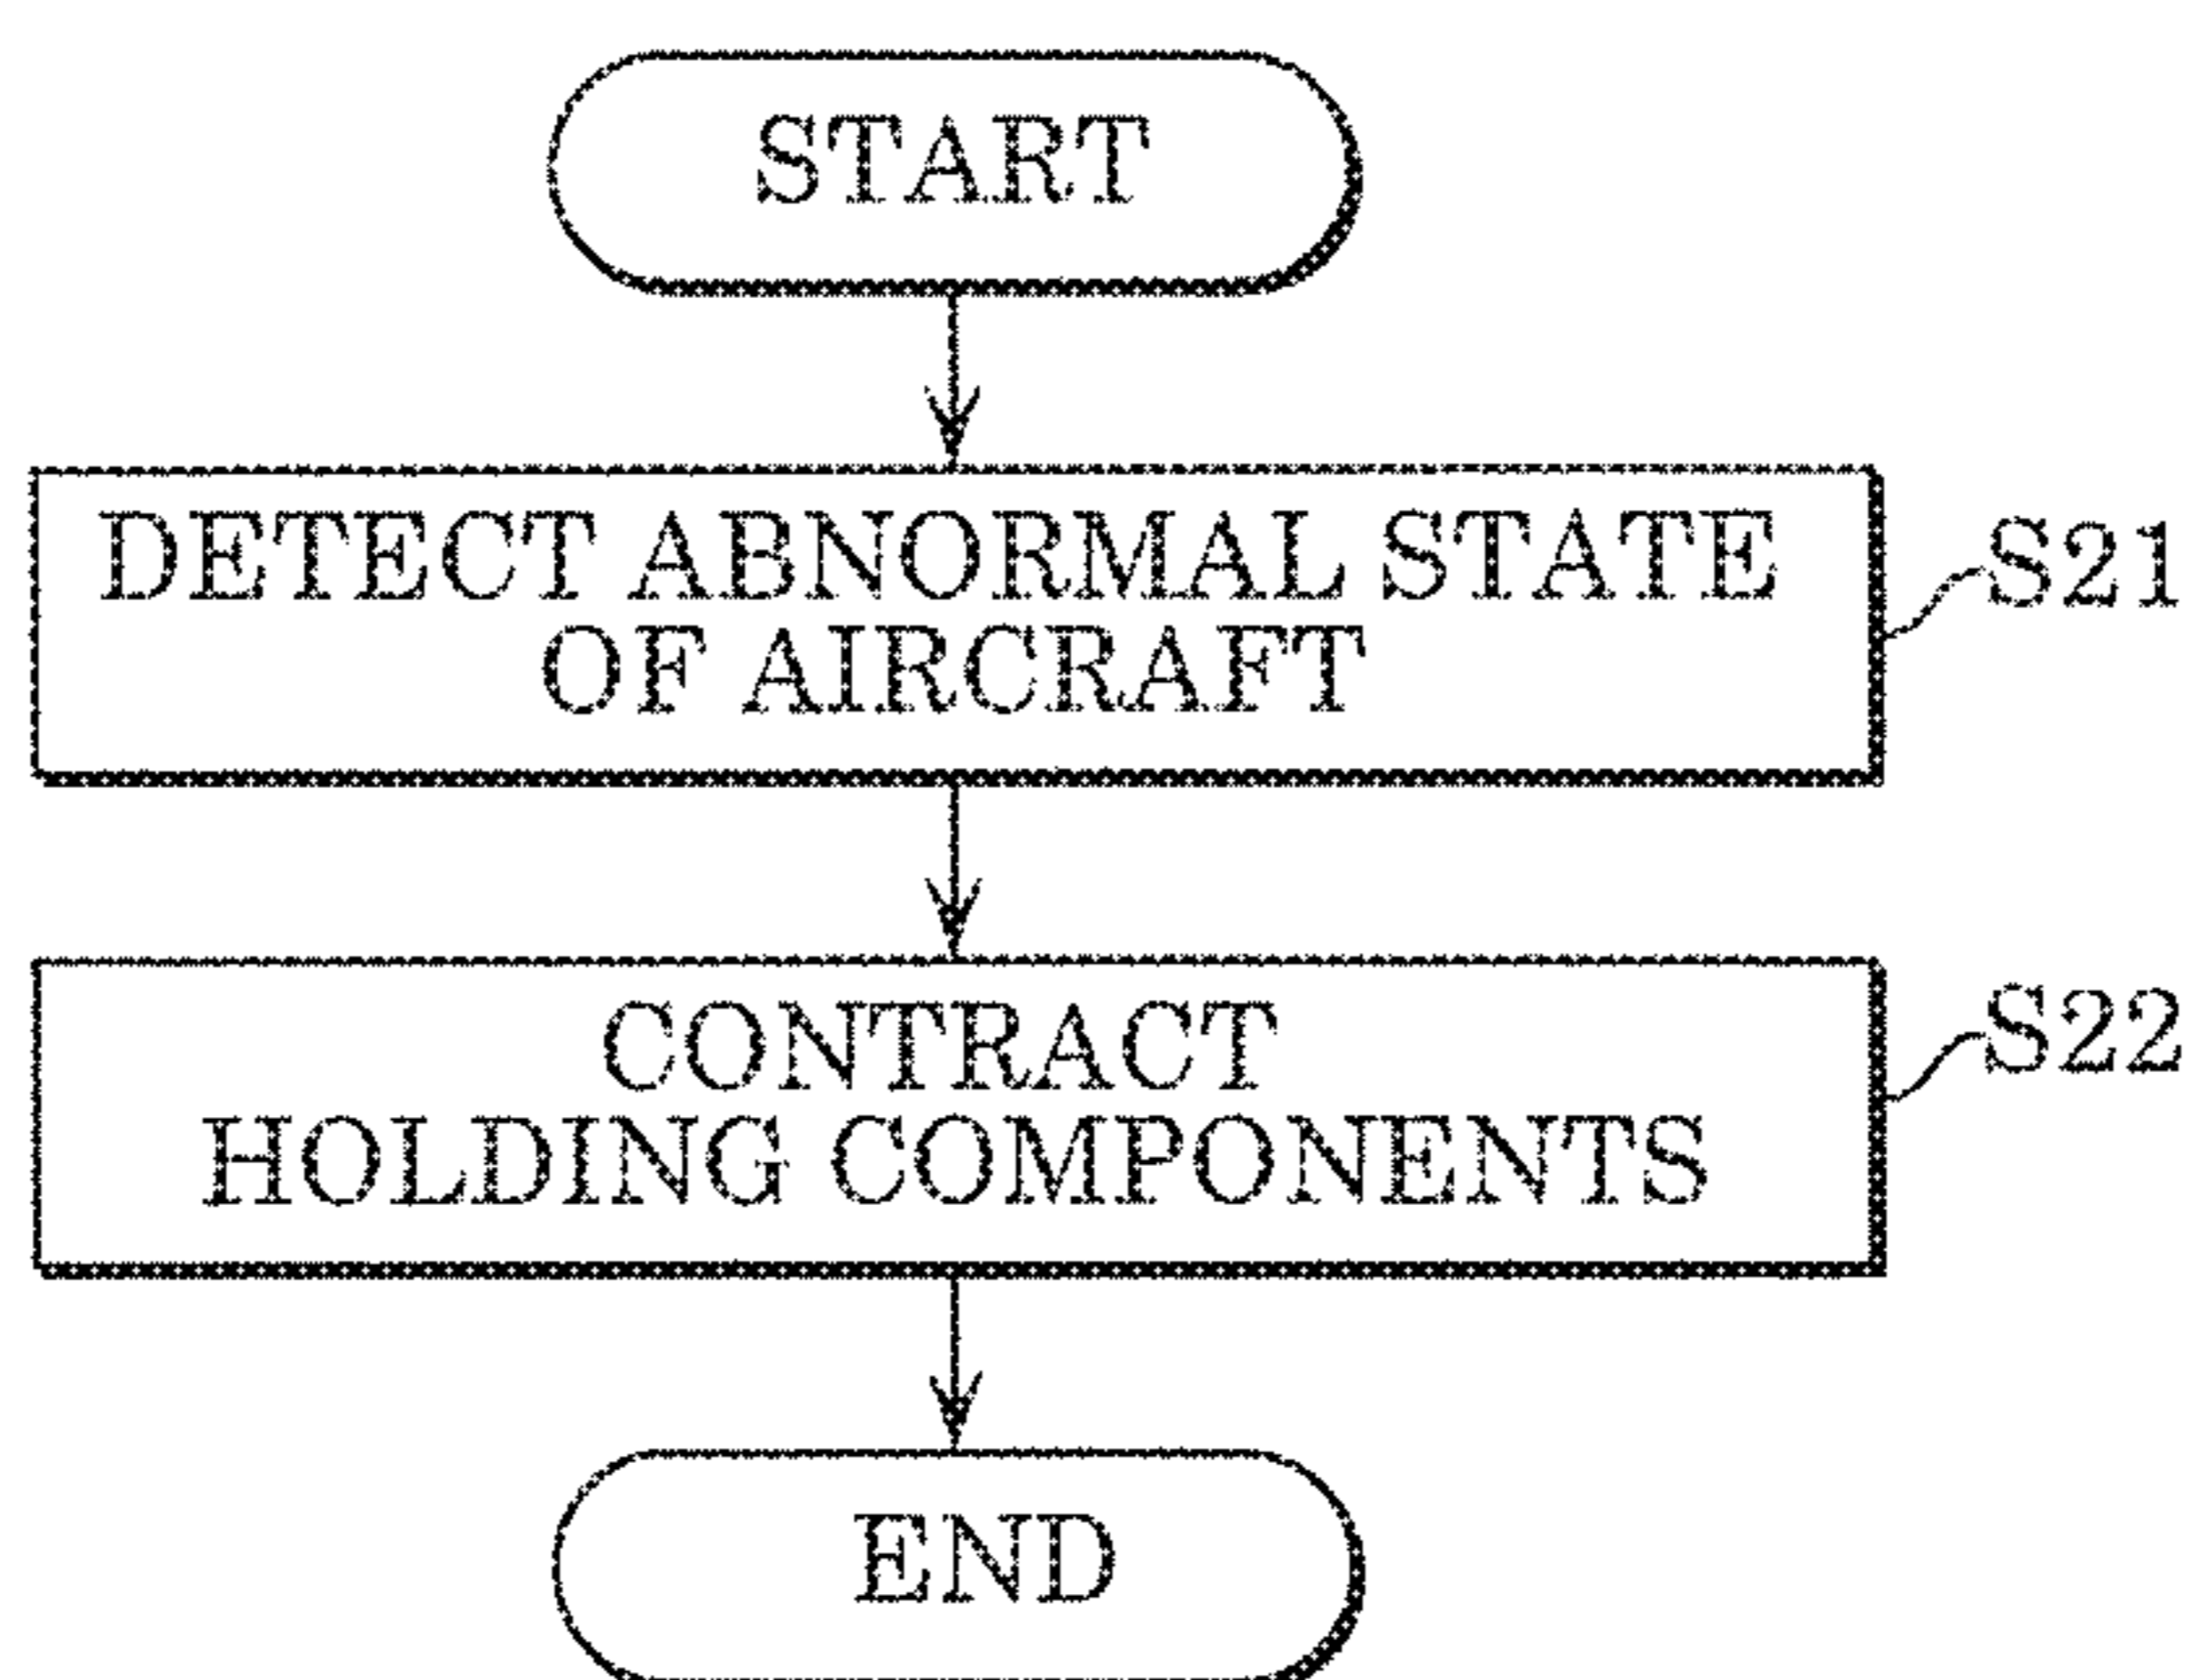 START
DETECT ABNORMAL STATE
OF AIRCRAFT
S21
CONTRACT
HOLDING COMPONENTS
S22
END